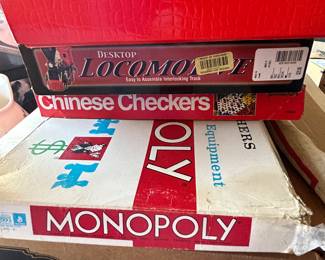 DESKTOP
LOCOMOTIVE
Easy to Assemble Interlocking Track
Chinese Checkers
HERS
Equipment
OLY
MONOPOLY